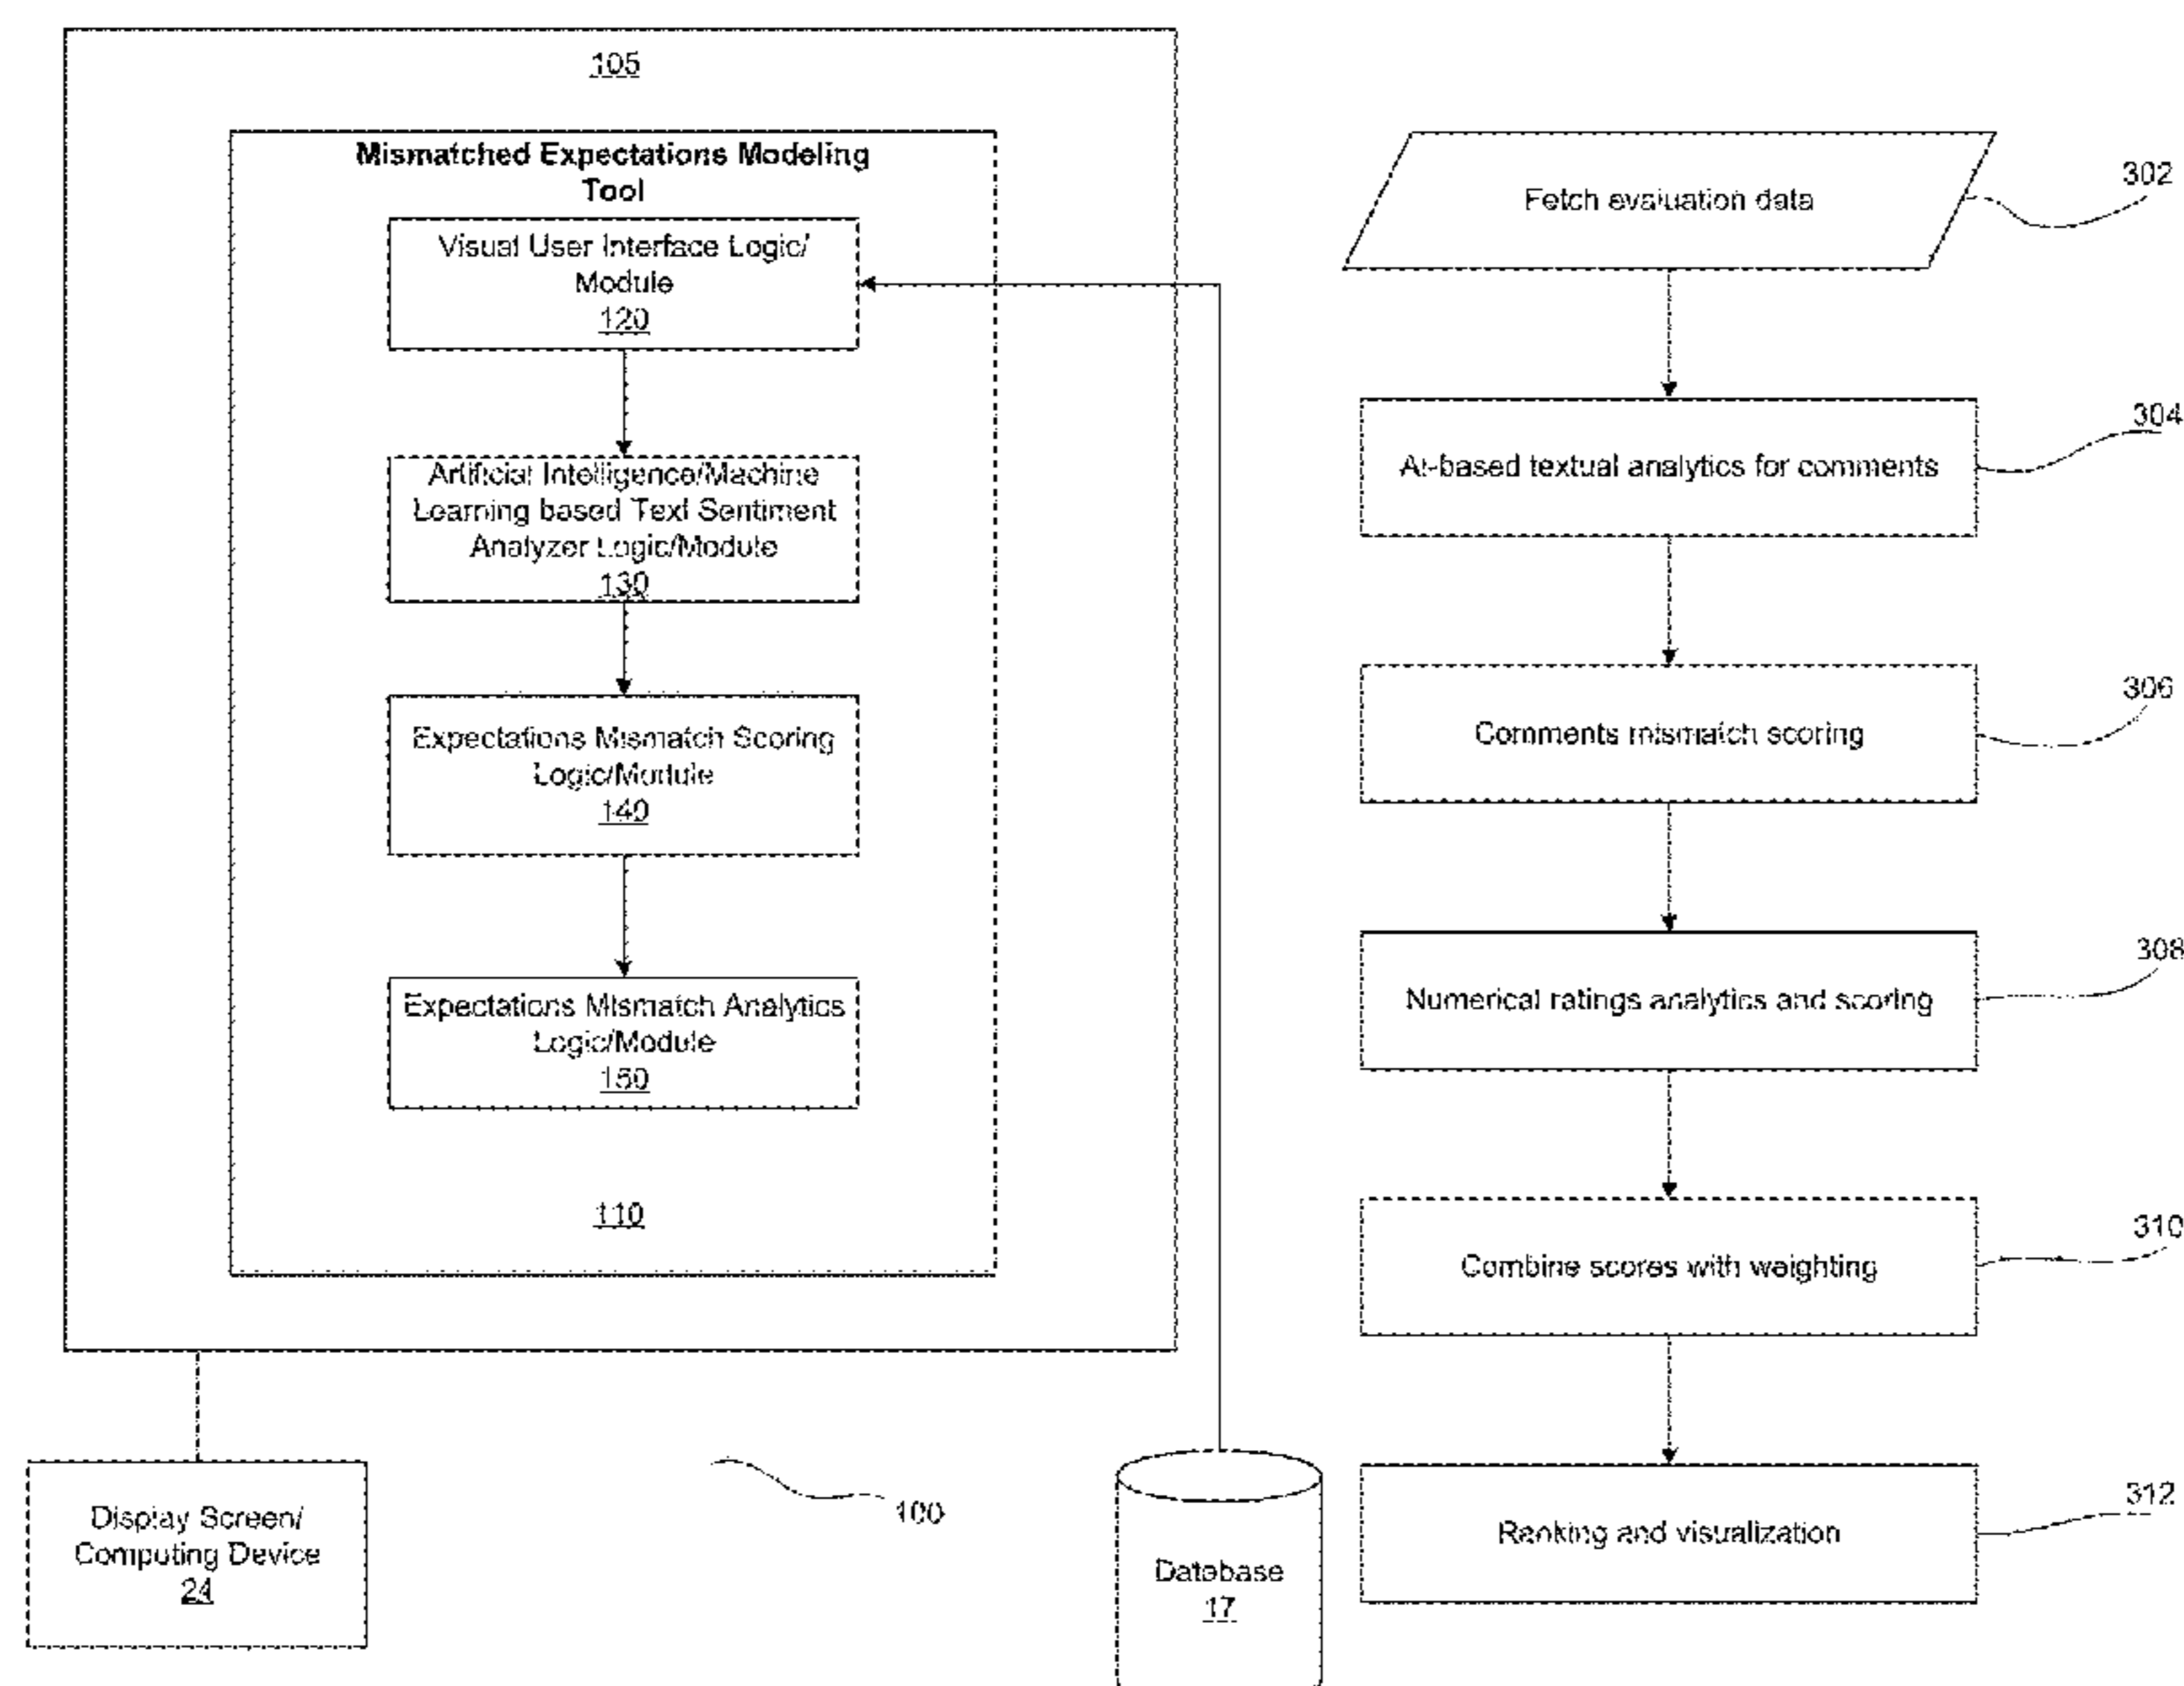 105
Mismatched Expectations Modeling
Tool
Visual User Interface Logic/
Module
120
Artificial Intelligence/Machine
Learning based Text Sentiment
Analyzer Logic/Module
130
Expectations Mismatch Scoring
Logic/Module
140
Expectations Mismatch Analytics
Logic/Module
150
110
Display Screen/
Computing Device
24
100
Database
17
Fetch evaluation data
302
AI-based textual analytics for comments
304
Comments mismatch scoring
306
Numerical ratings analytics and scoring
308
Combine scores with weighting
310
Ranking and visualization
312